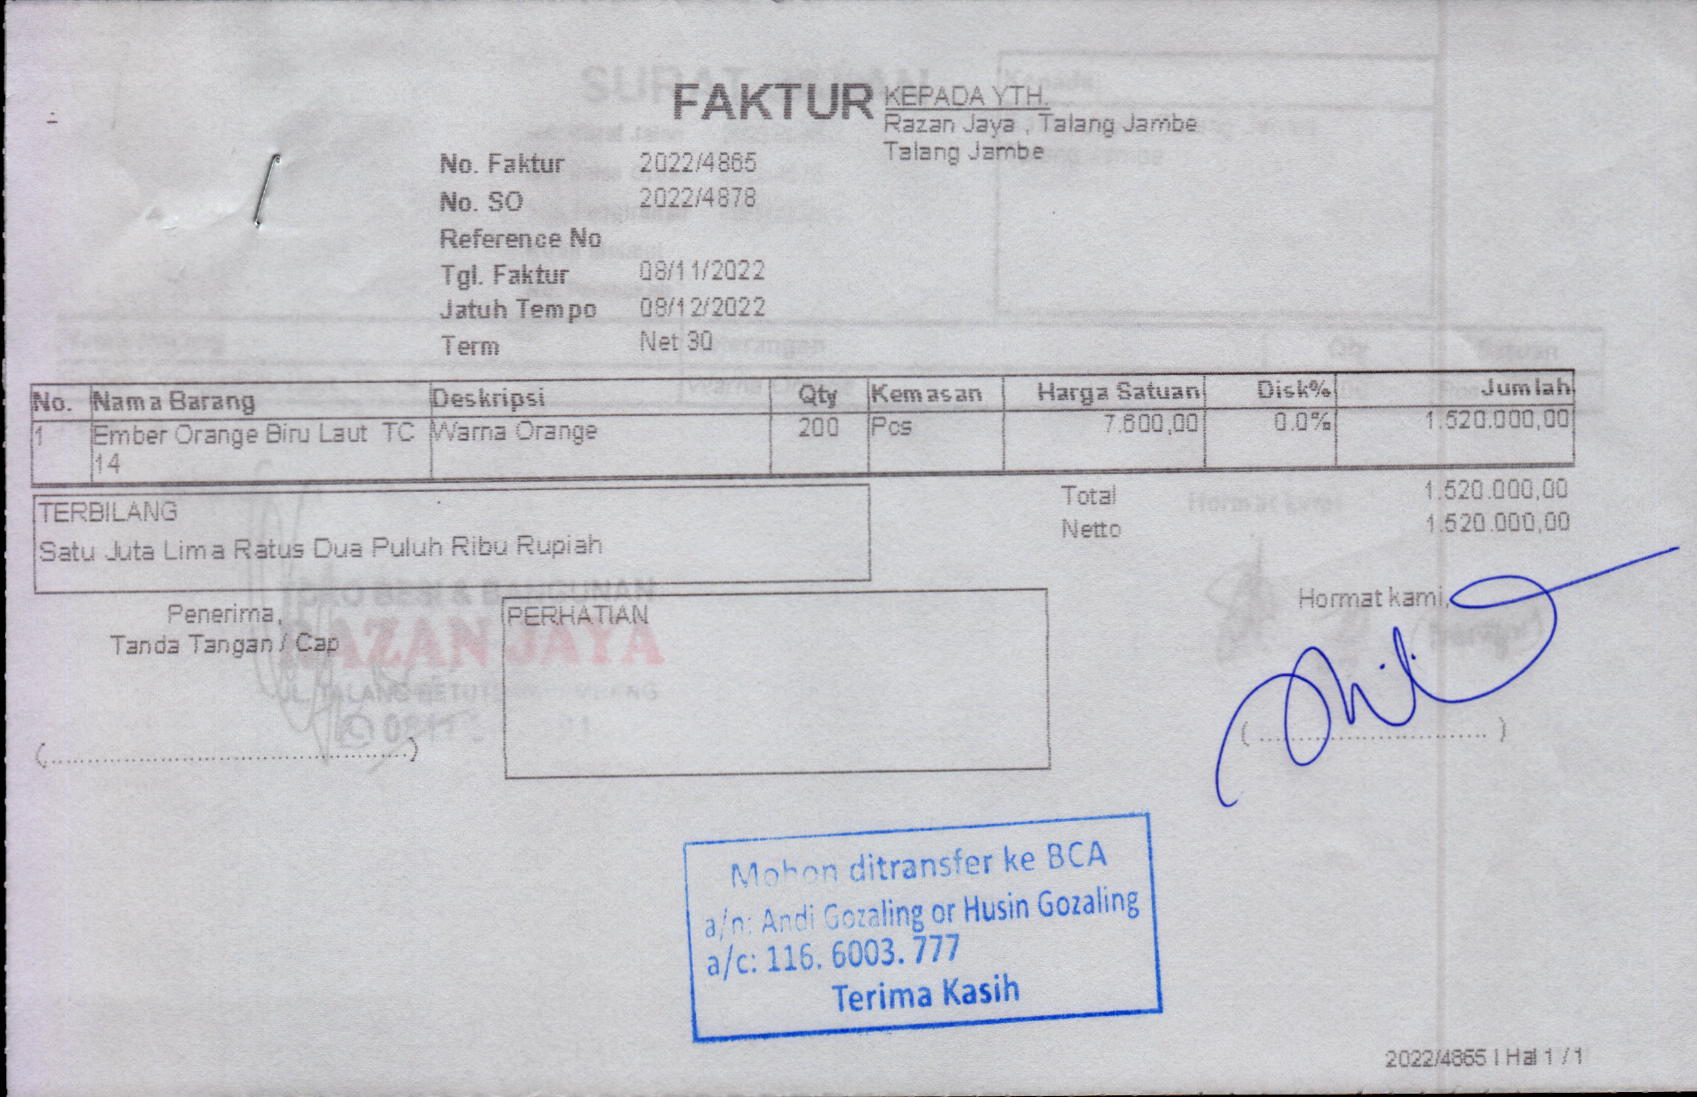 FAKTUR
KEPADA YTH.
Razan Jaya , Talang Jambe
Talang Jambe
No. Faktur 2022/4865
No. SO 2022/4878
Reference No
Tgl. Faktur 08/11/2022
Jatuh Tempo 08/12/2022
Term Net 30
No. Nama Barang Deskripsi Qty Kemasan Harga Satuan Disk% Jumlah
1 Ember Orange Biru Laut TC Warna Orange 200 Pcs 7.600,00 0.0% 1.520.000,00
14
Total 1.520.000,00
Netto 1.520.000,00
TERBILANG
Satu Juta Lima Ratus Dua Puluh Ribu Rupiah
Penerima,
Tanda Tangan / Cap
(..........................................)
PERHATIAN
Hormat kami,
(..............................)
TOKO BESI & BANGUNAN
RAZAN JAYA
Mohon ditransfer ke BCA
a/n: Andi Gozaling or Husin Gozaling
a/c: 116. 6003. 777
Terima Kasih
2022/4865 | Hal 1 / 1